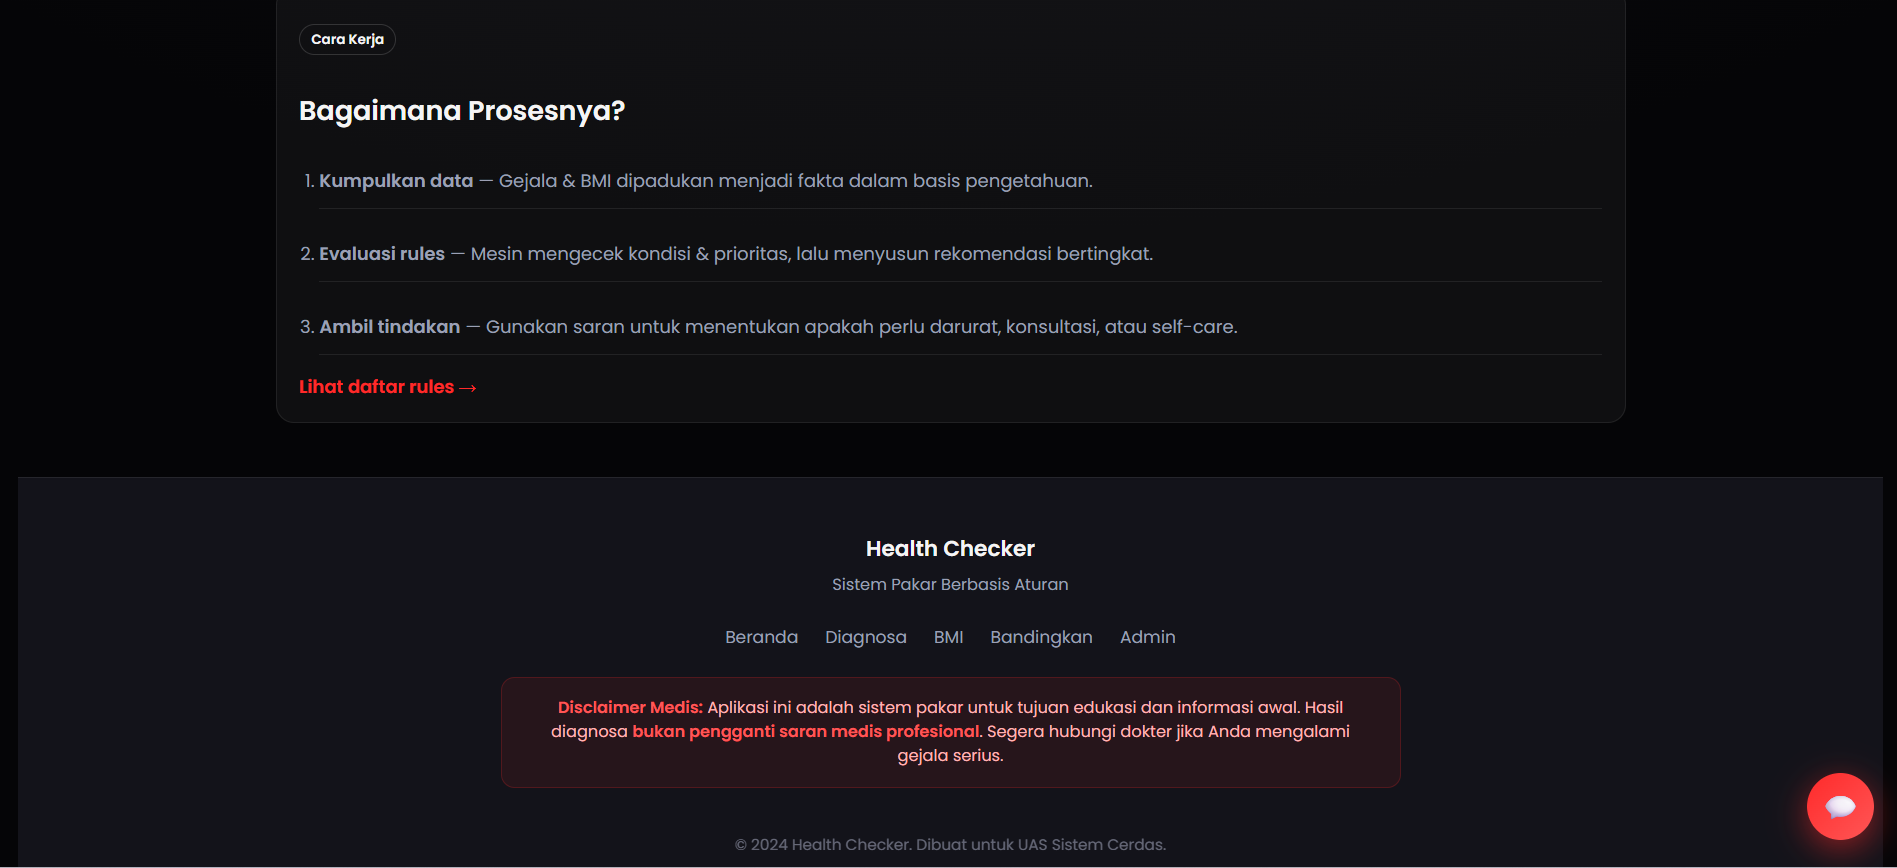 Cara Kerja
Bagaimana Prosesnya?
1. Kumpulkan data — Gejala & BMI dipadukan menjadi fakta dalam basis pengetahuan.
2. Evaluasi rules — Mesin mengecek kondisi & prioritas, lalu menyusun rekomendasi bertingkat.
3. Ambil tindakan — Gunakan saran untuk menentukan apakah perlu darurat, konsultasi, atau self-care.
Lihat daftar rules →
Health Checker
Sistem Pakar Berbasis Aturan
Beranda Diagnosa BMI Bandingkan Admin
Disclaimer Medis: Aplikasi ini adalah sistem pakar untuk tujuan edukasi dan informasi awal. Hasil
diagnosa bukan pengganti saran medis profesional. Segera hubungi dokter jika Anda mengalami
gejala serius.
© 2024 Health Checker. Dibuat untuk UAS Sistem Cerdas.